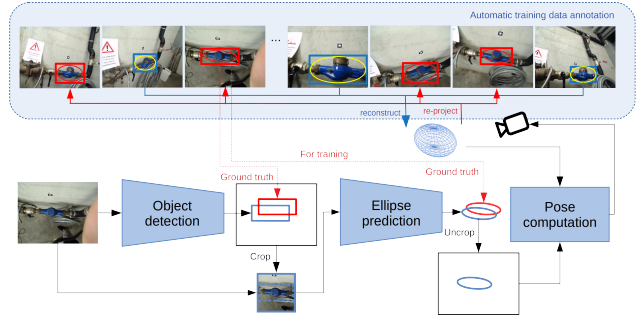 Automatic training data annotation
...
reconstruct
re-project
For training
Ground truth
Ground truth
Object
detection
Ellipse
prediction
Pose
computation
Uncrop
Crop